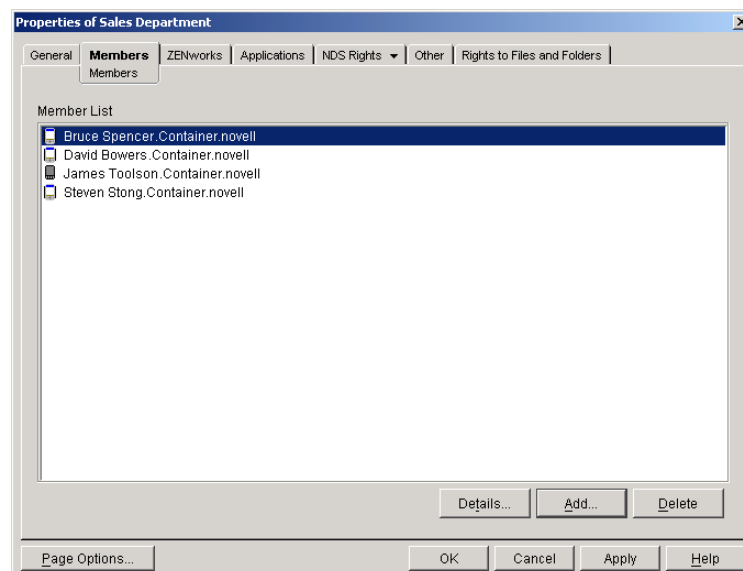 Properties of Sales Department
General Members ZENworks Applications NDS Rights Other Rights to Files and Folders
Members
Member List
Bruce Spencer.Container.novell
David Bowers.Container.novell
James Toolson.Container.novell
Steven Stong.Container.novell
Details... Add... Delete
Page Options... OK Cancel Apply Help